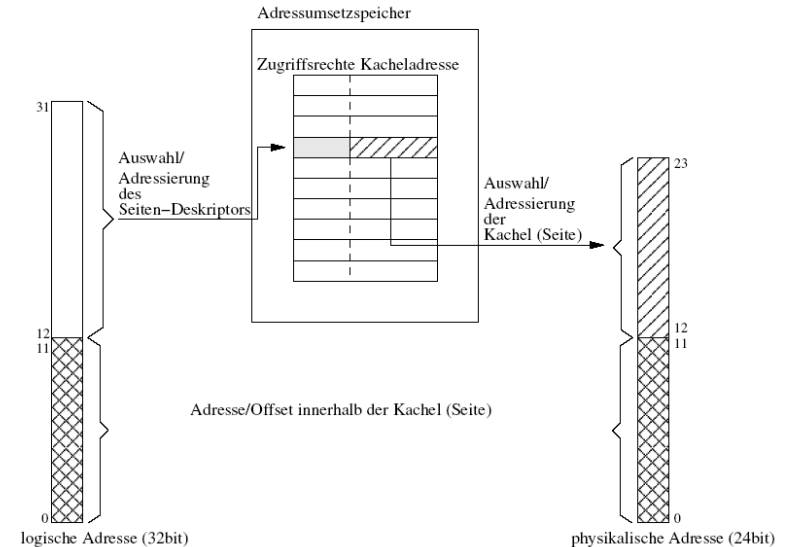 Adressumsetzspeicher
Zugriffsrechte Kacheladresse
31
Auswahl/
Adressierung
des
Seiten−Deskriptors
12
11
0
logische Adresse (32bit)
Auswahl/
Adressierung
der
Kachel (Seite)
Adresse/Offset innerhalb der Kachel (Seite)
23
12
11
0
physikalische Adresse (24bit)